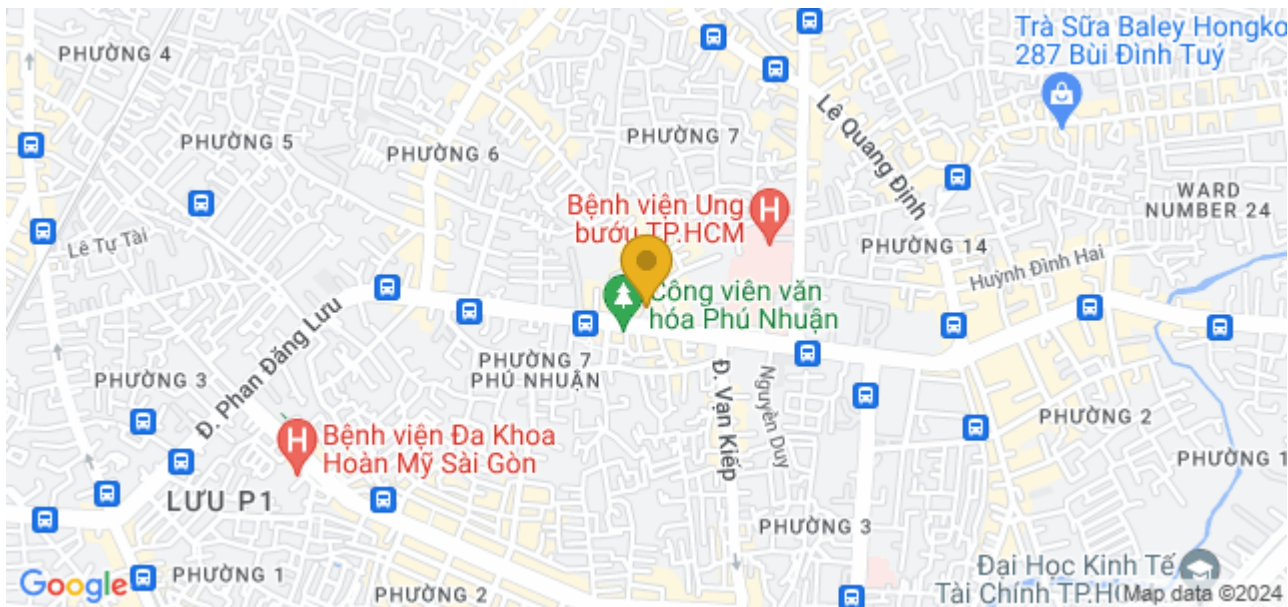 Trà Sữa Baley Hongko
287 Bùi Đình Tuý
PHƯỜNG 4
PHƯỜNG 5
PHƯỜNG 6
PHƯỜNG 7
Lê Quang Định
WARD
NUMBER 24
Bệnh viện Ung
bướu TP.HCM
Lê Tự Tài
PHƯỜNG 14
Huỳnh Đình Hai
Công viên văn
hóa Phú Nhuận
Đ. Phan Đăng Lưu
PHƯỜNG 7
PHÚ NHUẬN
PHƯỜNG 3
Đ. Vạn Kiếp
Nguyễn Duy
PHƯỜNG 2
Bệnh viện Đa Khoa
Hoàn Mỹ Sài Gòn
PHƯỜNG 1
LƯU P1
PHƯỜNG 3
Đại Học Kinh Tế
Tài Chính TP.H
Google
PHƯỜNG 1
PHƯỜNG 2
Map data ©2024